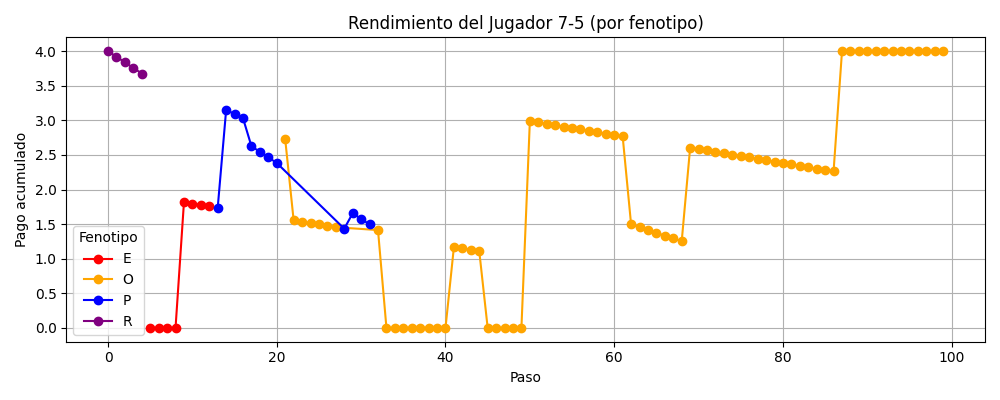 Rendimiento del Jugador 7-5 (por fenotipo)
Pago acumulado
4.0
3.5
3.0
2.5
2.0
1.5
1.0
0.5
0.0
Fenotipo
E
O
P
R
0 20 40 60 80 100
Paso